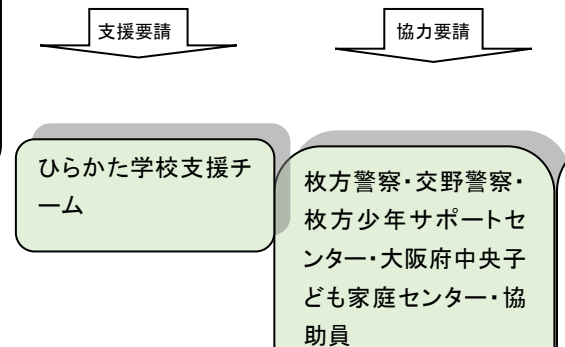 支援要請
協力要請
ひらかた学校支援チ
ーム
枚方警察・交野警察・
枚方少年サポートセ
ンター・大阪府中央子
ども家庭センター・協
助員